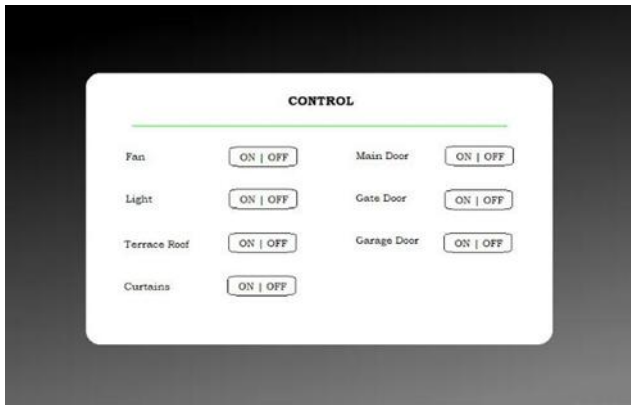 CONTROL
Fan ON | OFF Main Door ON | OFF
Light ON | OFF Gate Door ON | OFF
Terrace Roof ON | OFF Garage Door ON | OFF
Curtains ON | OFF